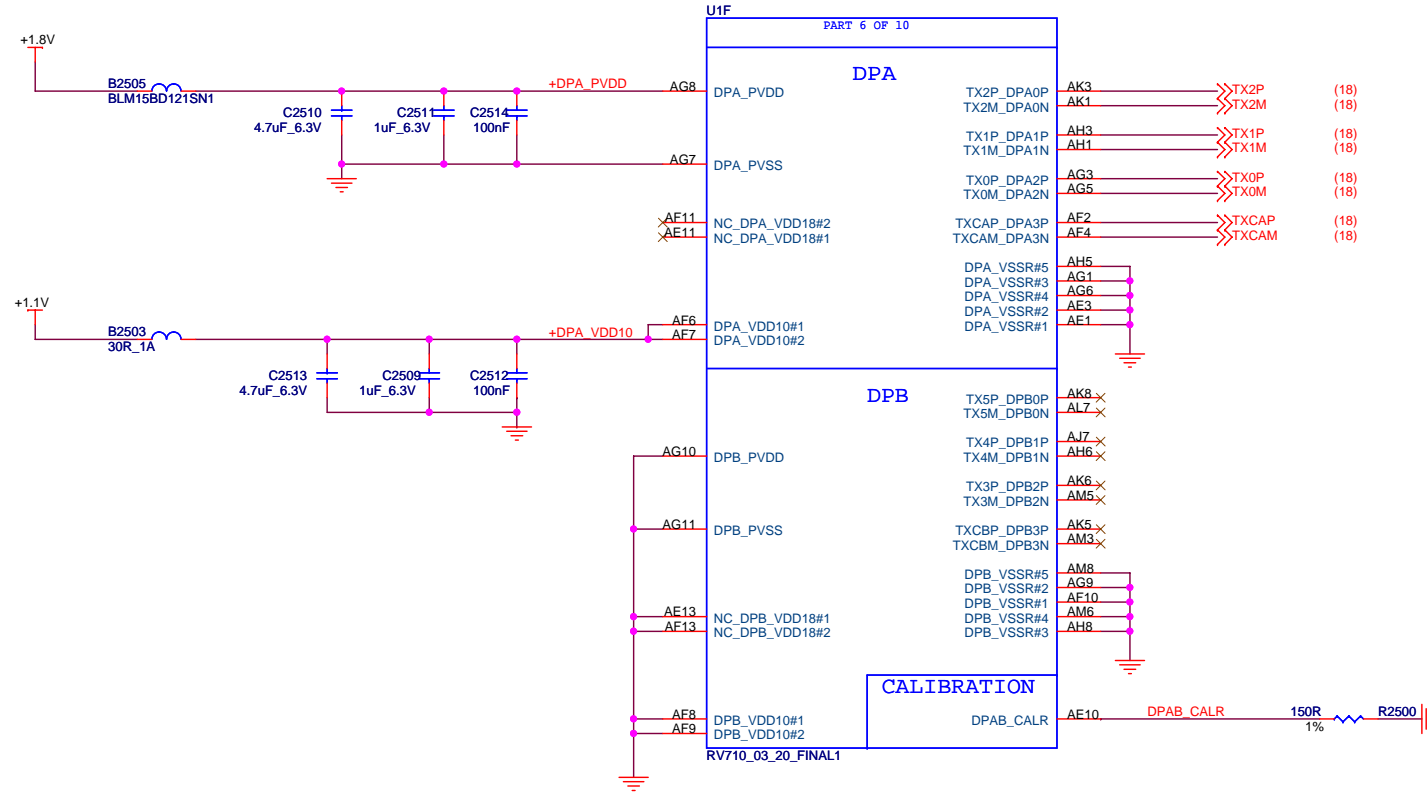 U1F
PART 6 OF 10
+1.8V
DPA
B2505
BLM15BD121SN1
+DPA_PVDD
AG8
DPA_PVDD
TX2P_DPA0P
AK3
TX2P
(18)
TX2M_DPA0N
AK1
TX2M
(18)
C2510
4.7uF_6.3V
C2511
1uF_6.3V
C2514
100nF
TX1P_DPA1P
AH3
TX1P
(18)
TX1M_DPA1N
AH1
TX1M
(18)
AG7
DPA_PVSS
TX0P_DPA2P
AG3
TX0P
(18)
TX0M_DPA2N
AG5
TX0M
(18)
AF11
NC_DPA_VDD18#2
TXCAP_DPA3P
AF2
TXCAP
(18)
AE11
NC_DPA_VDD18#1
TXCAM_DPA3N
AF4
TXCAM
(18)
DPA_VSSR#5
AH5
DPA_VSSR#3
AG1
DPA_VSSR#4
AG6
DPA_VSSR#2
AE3
DPA_VSSR#1
AE1
+1.1V
B2503
30R_1A
+DPA_VDD10
AF6
DPA_VDD10#1
AF7
DPA_VDD10#2
C2513
4.7uF_6.3V
C2509
1uF_6.3V
C2512
100nF
DPB
TX5P_DPB0P
AK8
TX5M_DPB0N
AL7
TX4P_DPB1P
AJ7
TX4M_DPB1N
AH6
AG10
DPB_PVDD
TX3P_DPB2P
AK6
TX3M_DPB2N
AM5
AG11
DPB_PVSS
TXCBP_DPB3P
AK5
TXCBM_DPB3N
AM3
DPB_VSSR#5
AM8
DPB_VSSR#2
AG9
DPB_VSSR#1
AF10
DPB_VSSR#4
AM6
DPB_VSSR#3
AH8
AE13
NC_DPB_VDD18#1
AF13
NC_DPB_VDD18#2
CALIBRATION
AF8
DPB_VDD10#1
AF9
DPB_VDD10#2
DPAB_CALR
AE10
DPAB_CALR
150R
1%
R2500
RV710_03_20_FINAL1